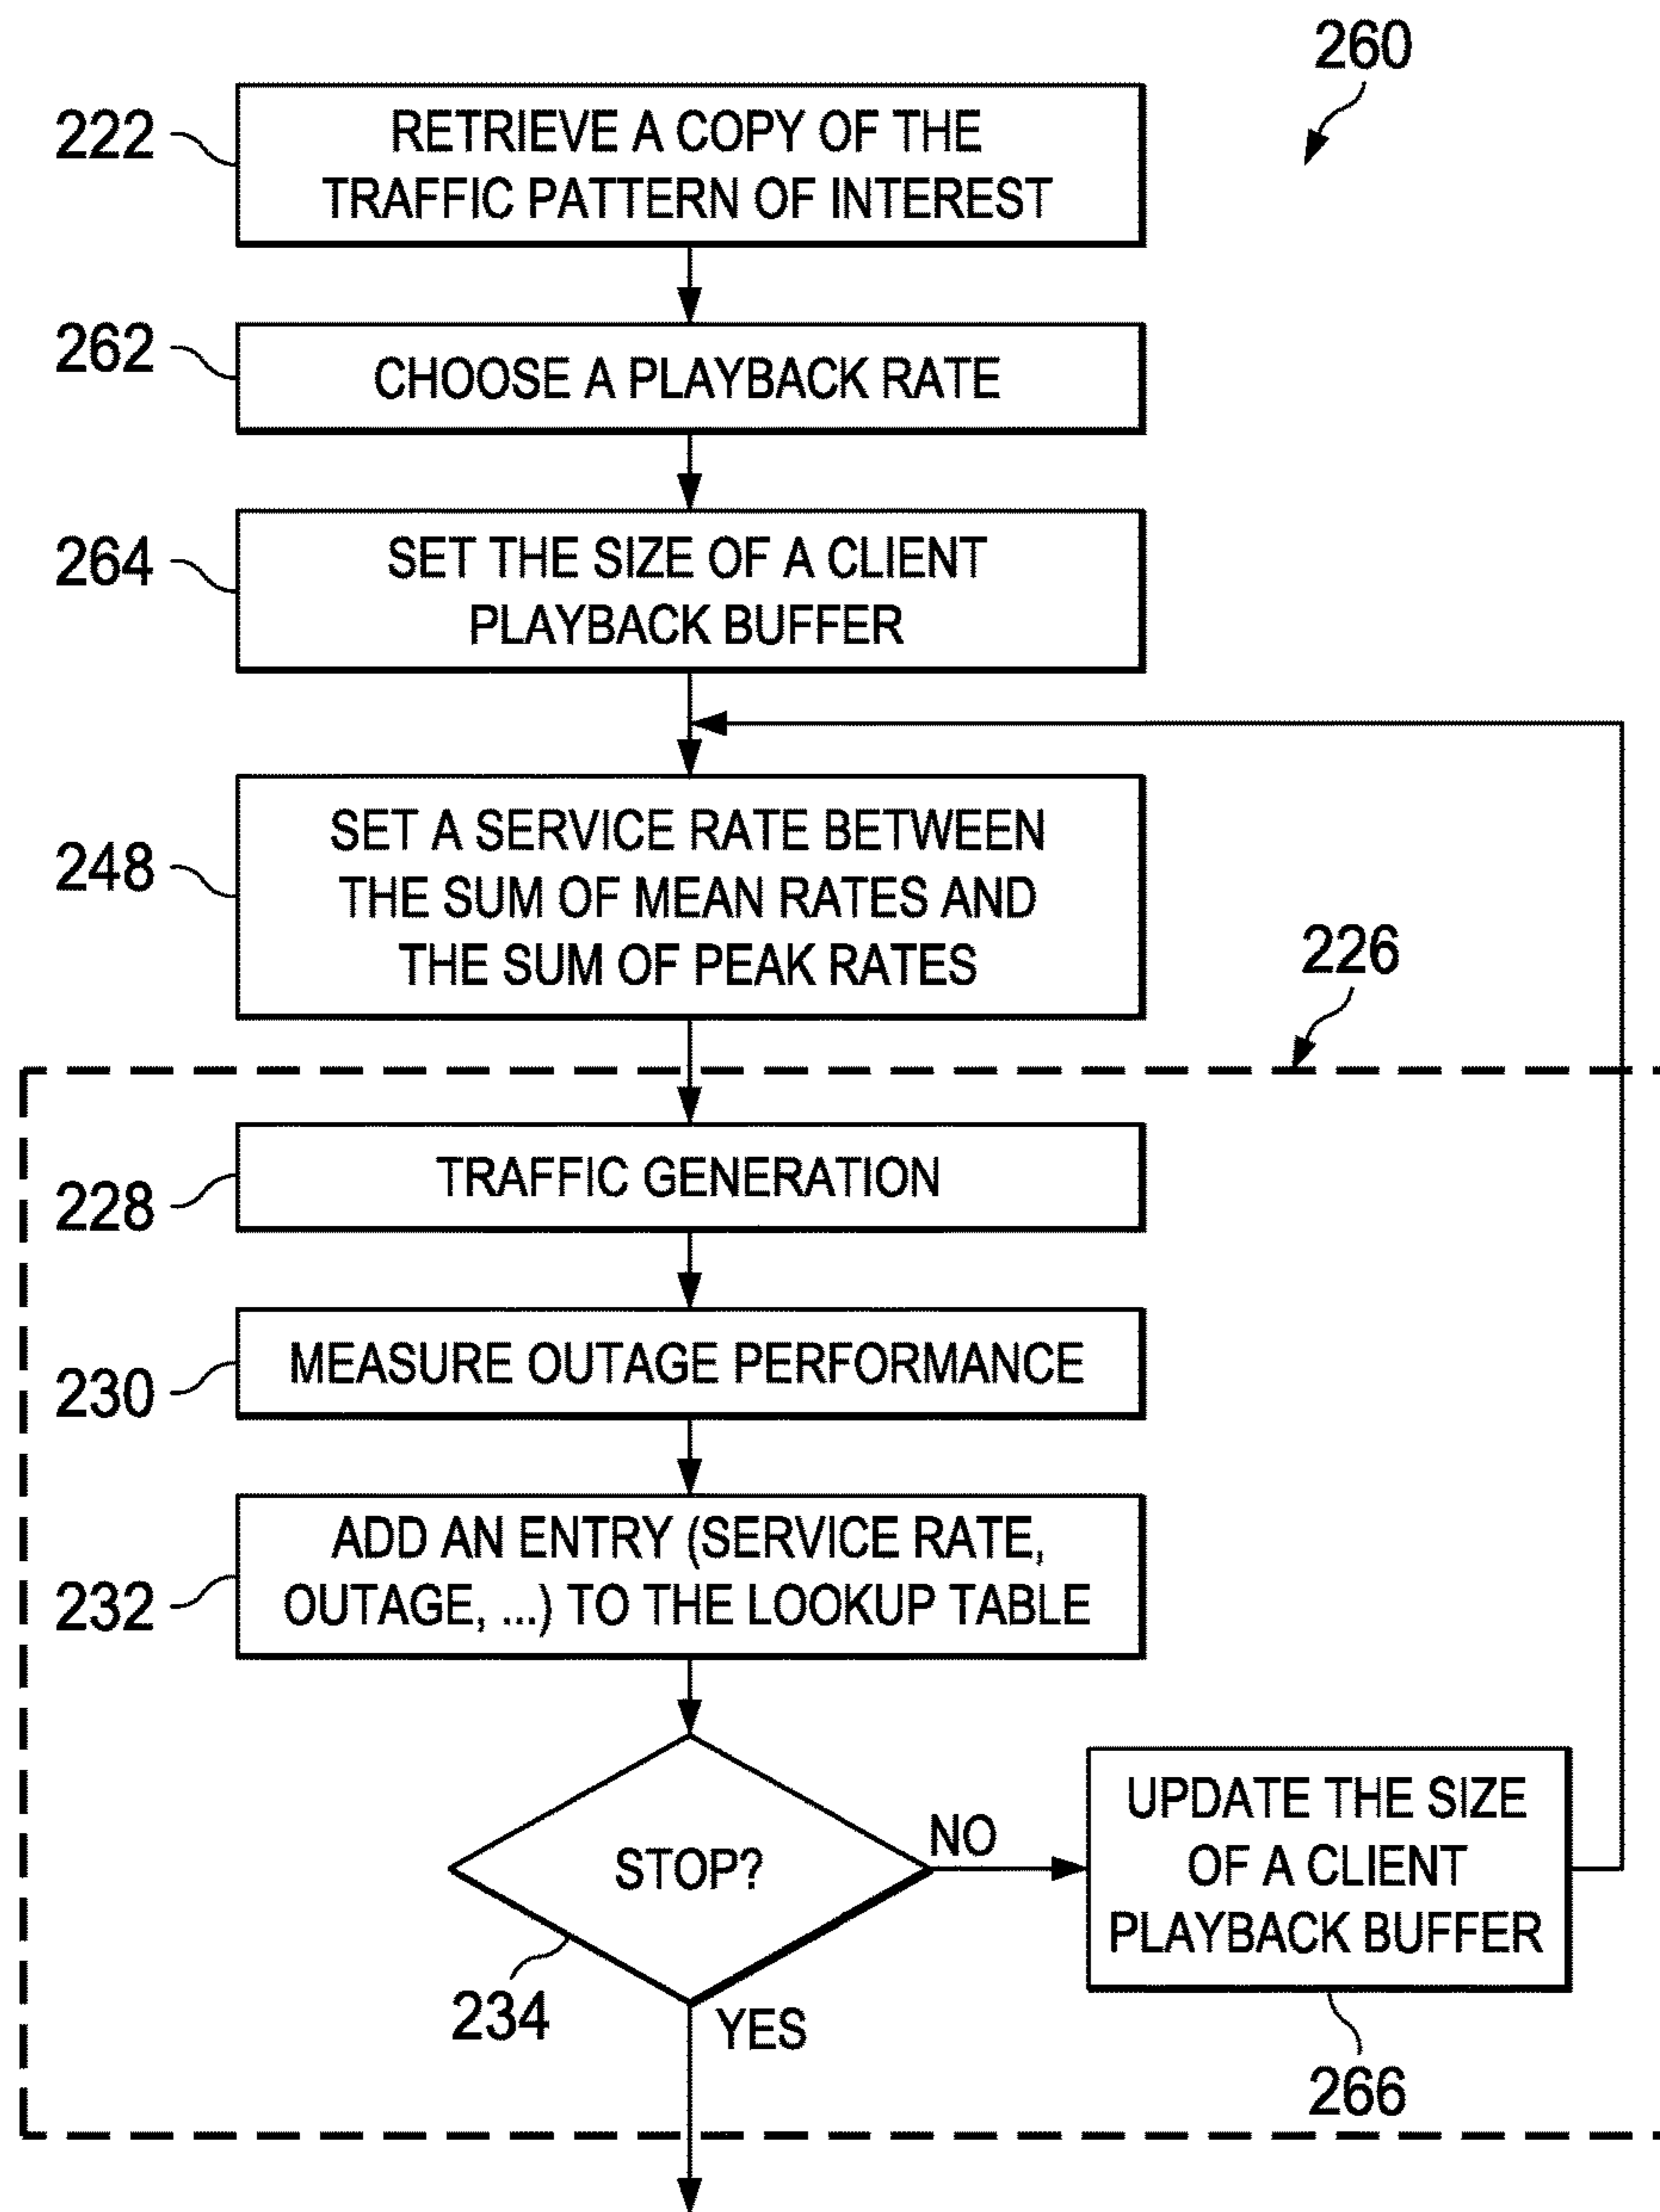 260
222
RETRIEVE A COPY OF THE
TRAFFIC PATTERN OF INTEREST
262
CHOOSE A PLAYBACK RATE
264
SET THE SIZE OF A CLIENT
PLAYBACK BUFFER
248
SET A SERVICE RATE BETWEEN
THE SUM OF MEAN RATES AND
THE SUM OF PEAK RATES
226
228
TRAFFIC GENERATION
230
MEASURE OUTAGE PERFORMANCE
232
ADD AN ENTRY (SERVICE RATE,
OUTAGE, ...) TO THE LOOKUP TABLE
STOP?
NO
UPDATE THE SIZE
OF A CLIENT
PLAYBACK BUFFER
234
YES
266